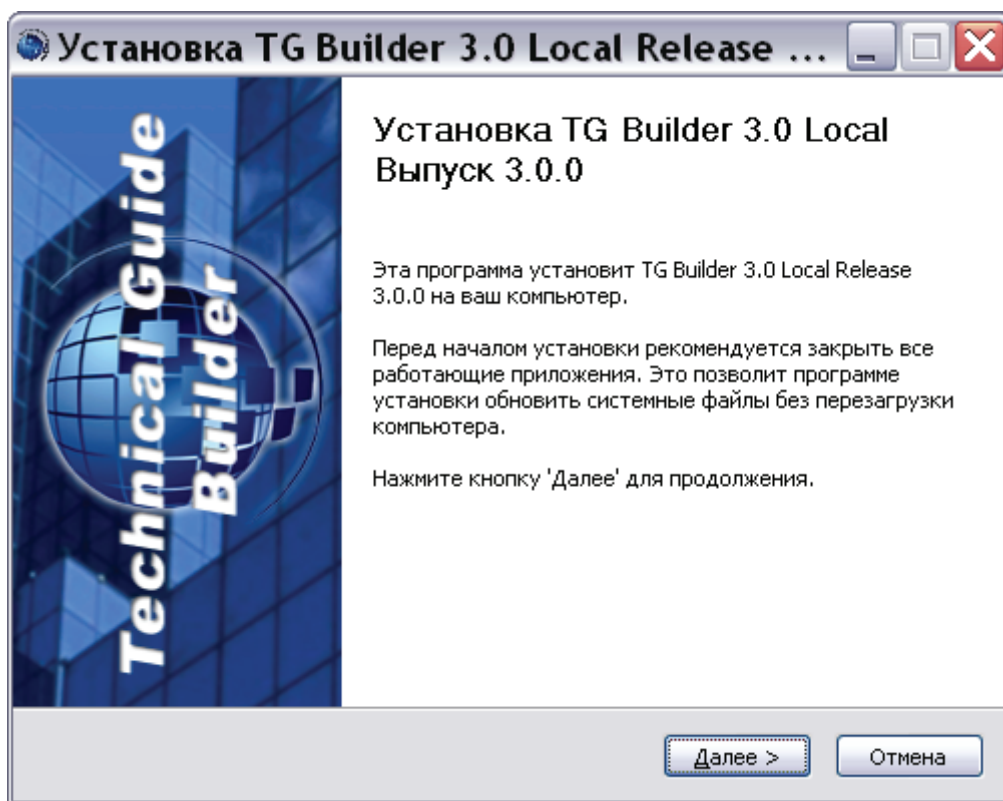 Установка TG Builder 3.0 Local Release ...
Technical Guide
Builder
Установка TG Builder 3.0 Local
Выпуск 3.0.0
Эта программа установит TG Builder 3.0 Local Release
3.0.0 на ваш компьютер.
Перед началом установки рекомендуется закрыть все
работающие приложения. Это позволит программе
установки обновить системные файлы без перезагрузки
компьютера.
Нажмите кнопку 'Далее' для продолжения.
Далее >
Отмена